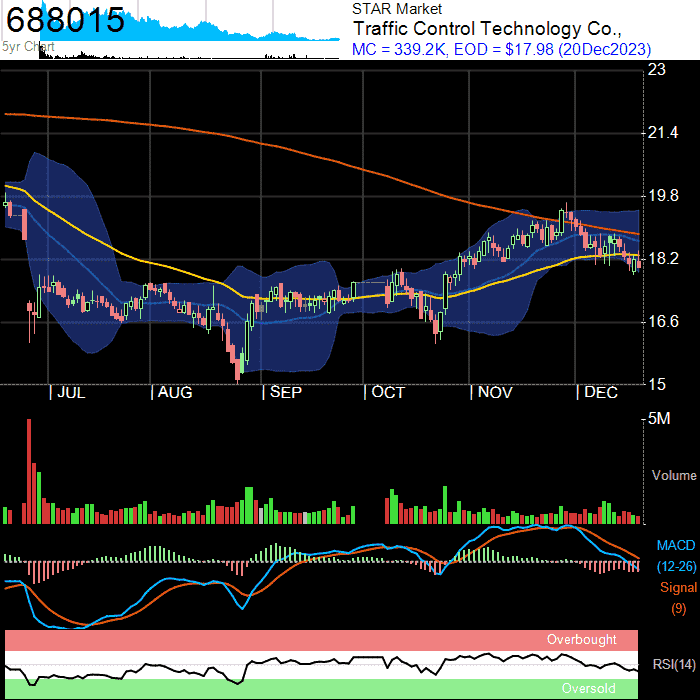 688015
5yr Chart
STAR Market
Traffic Control Technology Co.,
MC = 339.2K, EOD = $17.98 (20Dec2023)
23
21.4
19.8
18.2
16.6
15
JUL AUG SEP OCT NOV DEC
5M
Volume
MACD
(12-26)
Signal
(9)
Overbought
RSI(14)
Oversold